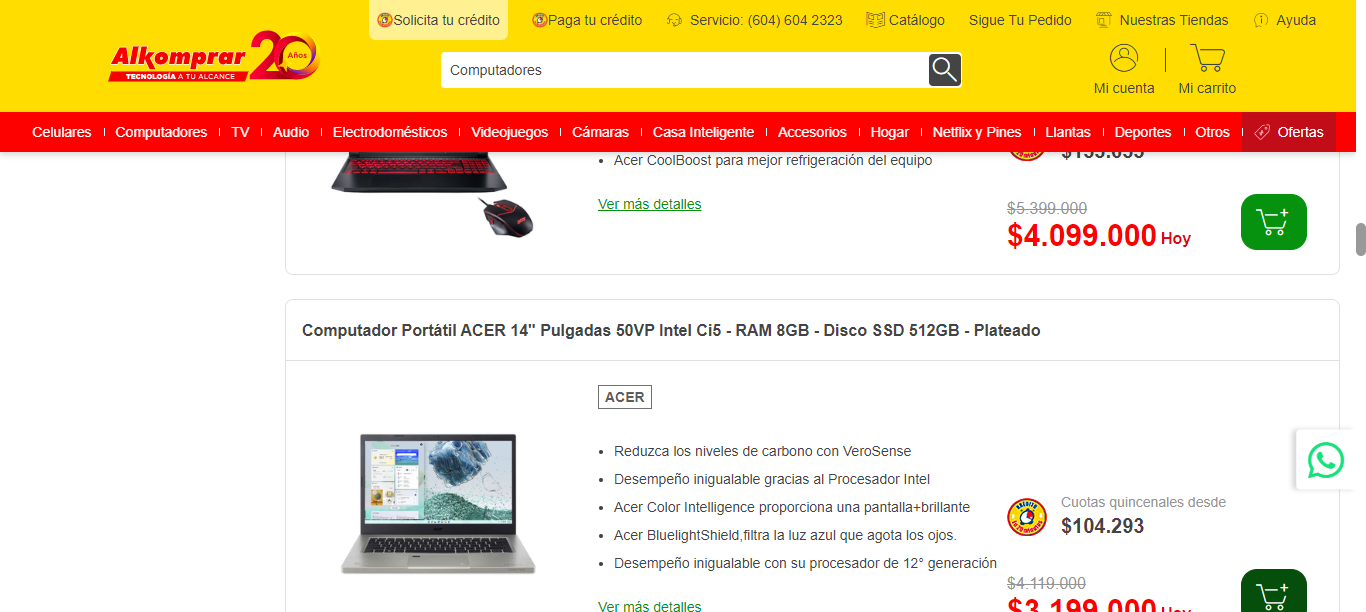 Solicita tu crédito
Paga tu crédito
Servicio: (604) 604 2323
Catálogo
Sigue Tu Pedido
Nuestras Tiendas
Ayuda
Alkomprar 20 Años
TECNOLOGÍA A TU ALCANCE
Computadores
Mi cuenta
Mi carrito
Celulares
Computadores
TV
Audio
Electrodomésticos
Videojuegos
Cámaras
Casa Inteligente
Accesorios
Hogar
Netflix y Pines
Llantas
Deportes
Otros
Ofertas
Acer CoolBoost para mejor refrigeración del equipo
Ver más detalles
$5.399.000
$4.099.000 Hoy
Computador Portátil ACER 14" Pulgadas 50VP Intel Ci5 - RAM 8GB - Disco SSD 512GB - Plateado
ACER
Reduzca los niveles de carbono con VeroSense
Desempeño inigualable gracias al Procesador Intel
Acer Color Intelligence proporciona una pantalla+brillante
Acer BluelightShield,filtra la luz azul que agota los ojos.
Desempeño inigualable con su procesador de 12° generación
Ver más detalles
Cuotas quincenales desde
$104.293
$4.119.000
$3.199.000 Hoy